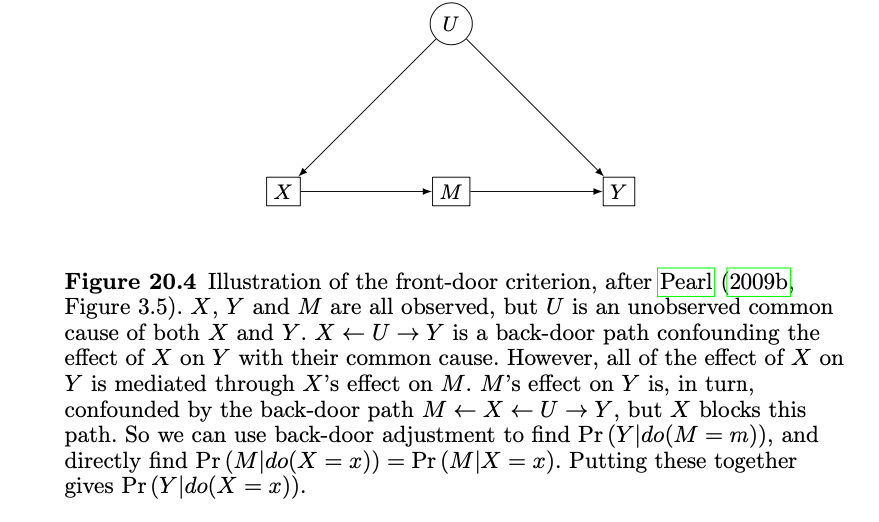 U
X M Y
Figure 20.4 Illustration of the front-door criterion, after Pearl (2009b,
Figure 3.5). X, Y and M are all observed, but U is an unobserved common
cause of both X and Y. X ← U → Y is a back-door path confounding the
effect of X on Y with their common cause. However, all of the effect of X on
Y is mediated through X's effect on M. M's effect on Y is, in turn,
confounded by the back-door path M ← X ← U → Y, but X blocks this
path. So we can use back-door adjustment to find Pr (Y|do(M = m)), and
directly find Pr (M|do(X = x)) = Pr (M|X = x). Putting these together
gives Pr (Y|do(X = x)).